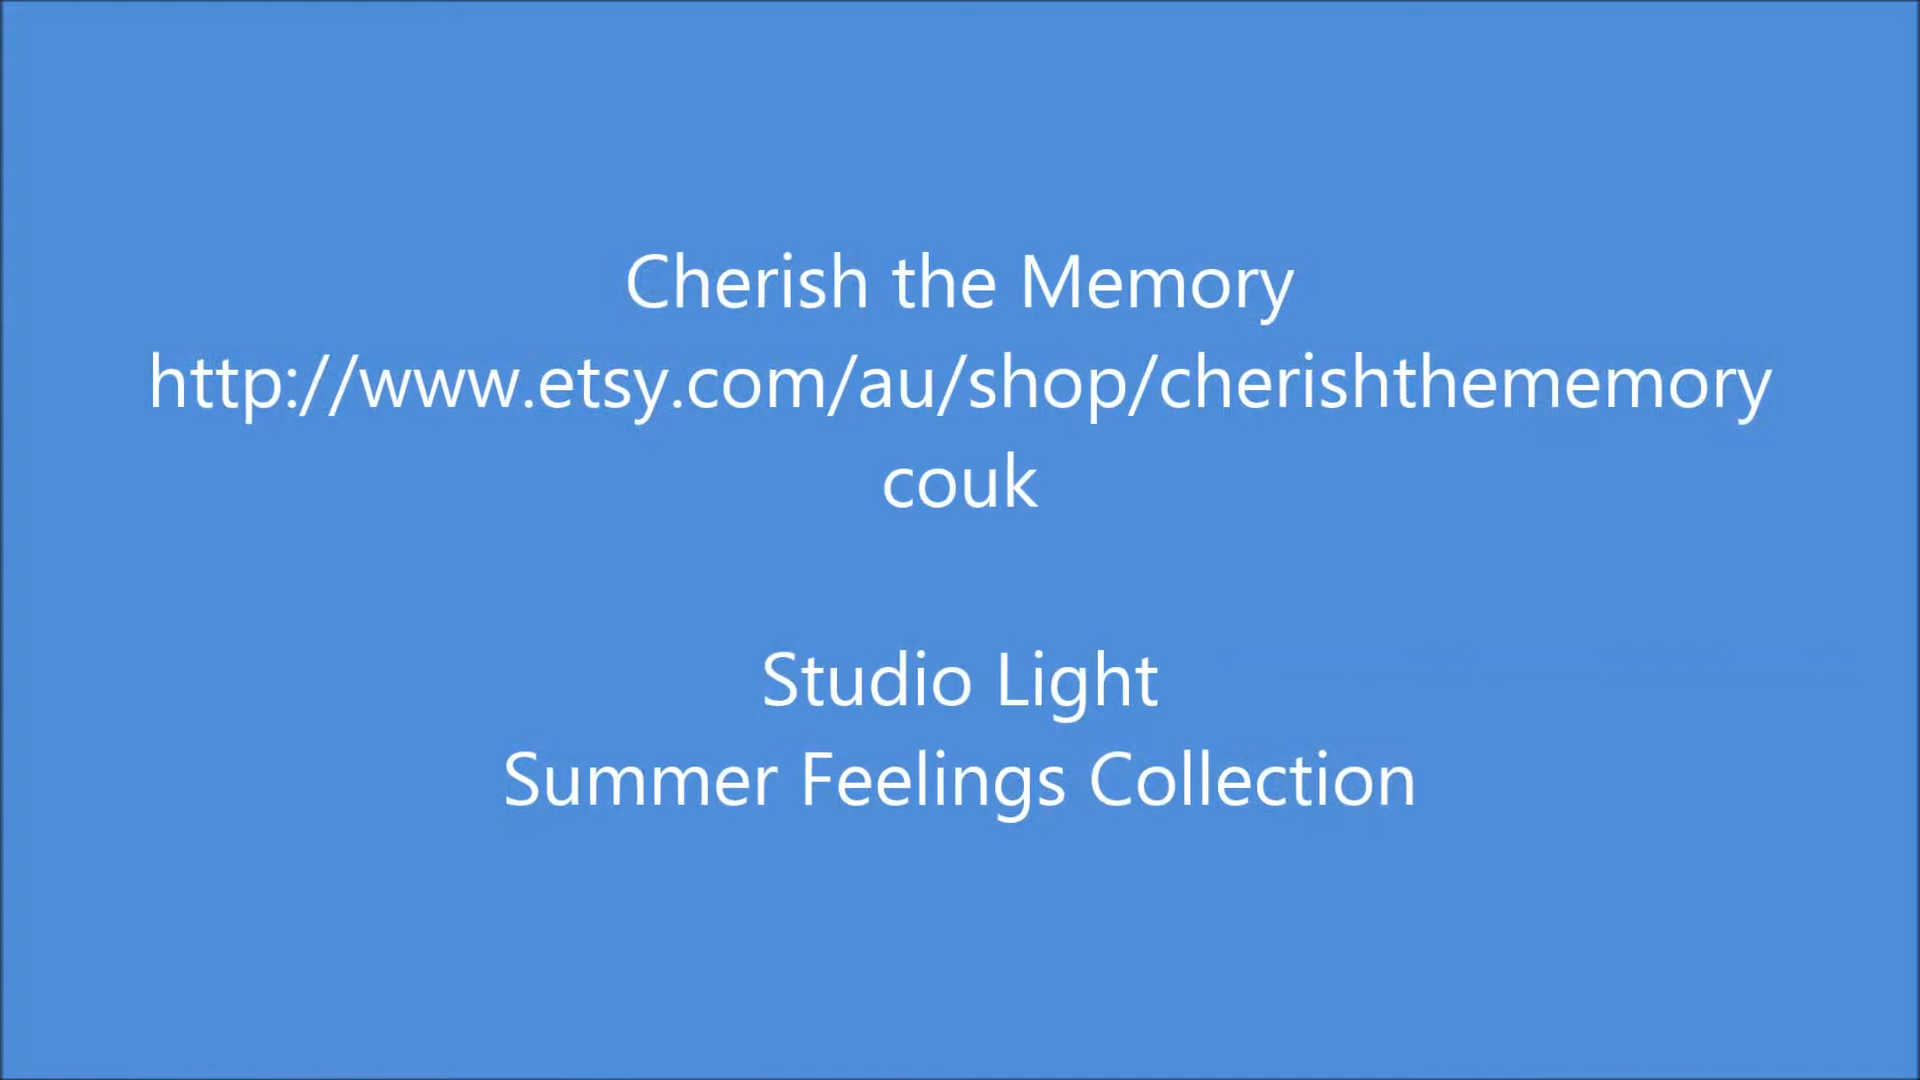 Cherish the Memory
http://www.etsy.com/au/shop/cherishthememory
couk
Studio Light
Summer Feelings Collection